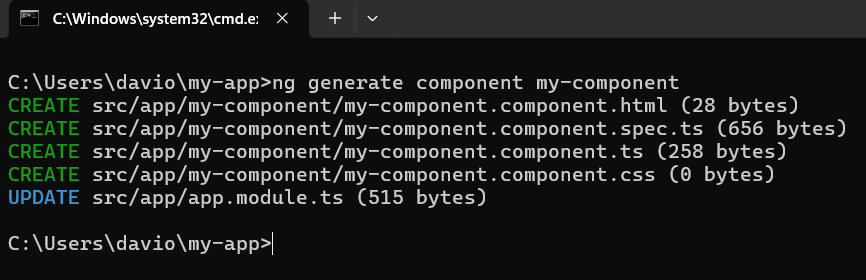 C:\Windows\system32\cmd.e
C:\Users\davio\my-app>ng generate component my-component
CREATE src/app/my-component/my-component.component.html (28 bytes)
CREATE src/app/my-component/my-component.component.spec.ts (656 bytes)
CREATE src/app/my-component/my-component.component.ts (258 bytes)
CREATE src/app/my-component/my-component.component.css (0 bytes)
UPDATE src/app/app.module.ts (515 bytes)
C:\Users\davio\my-app>